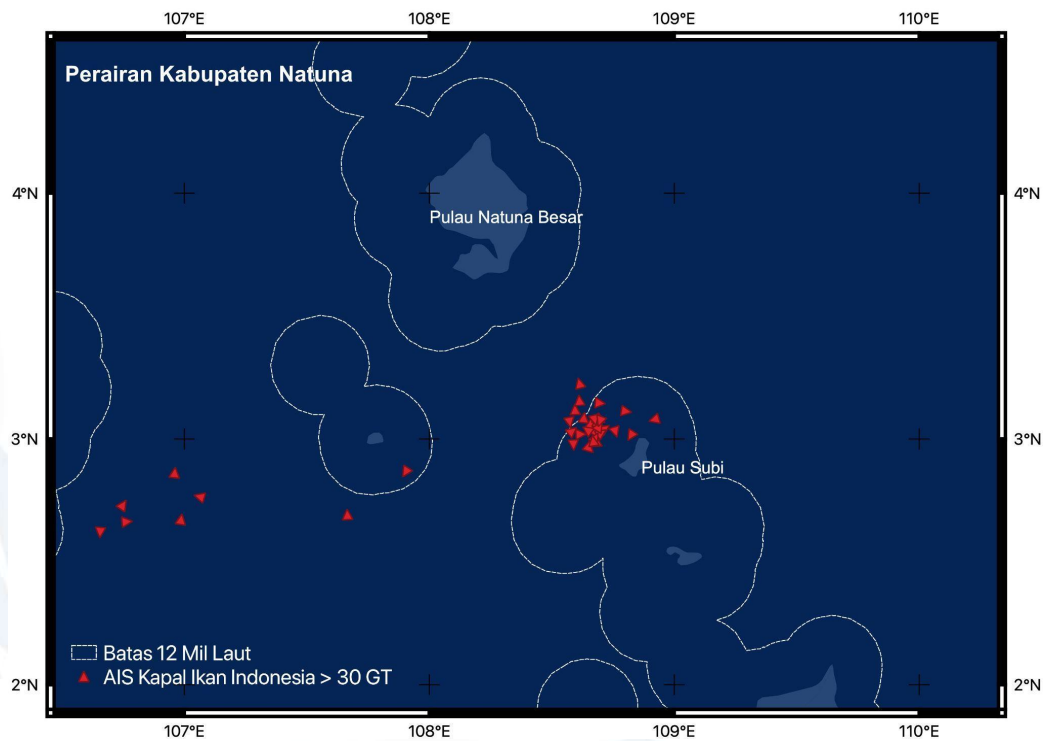 107°E 108°E 109°E 110°E
Perairan Kabupaten Natuna
4°N 4°N
Pulau Natuna Besar
3°N 3°N
Pulau Subi
Batas 12 Mil Laut
AIS Kapal Ikan Indonesia > 30 GT
2°N 2°N
107°E 108°E 109°E 110°E